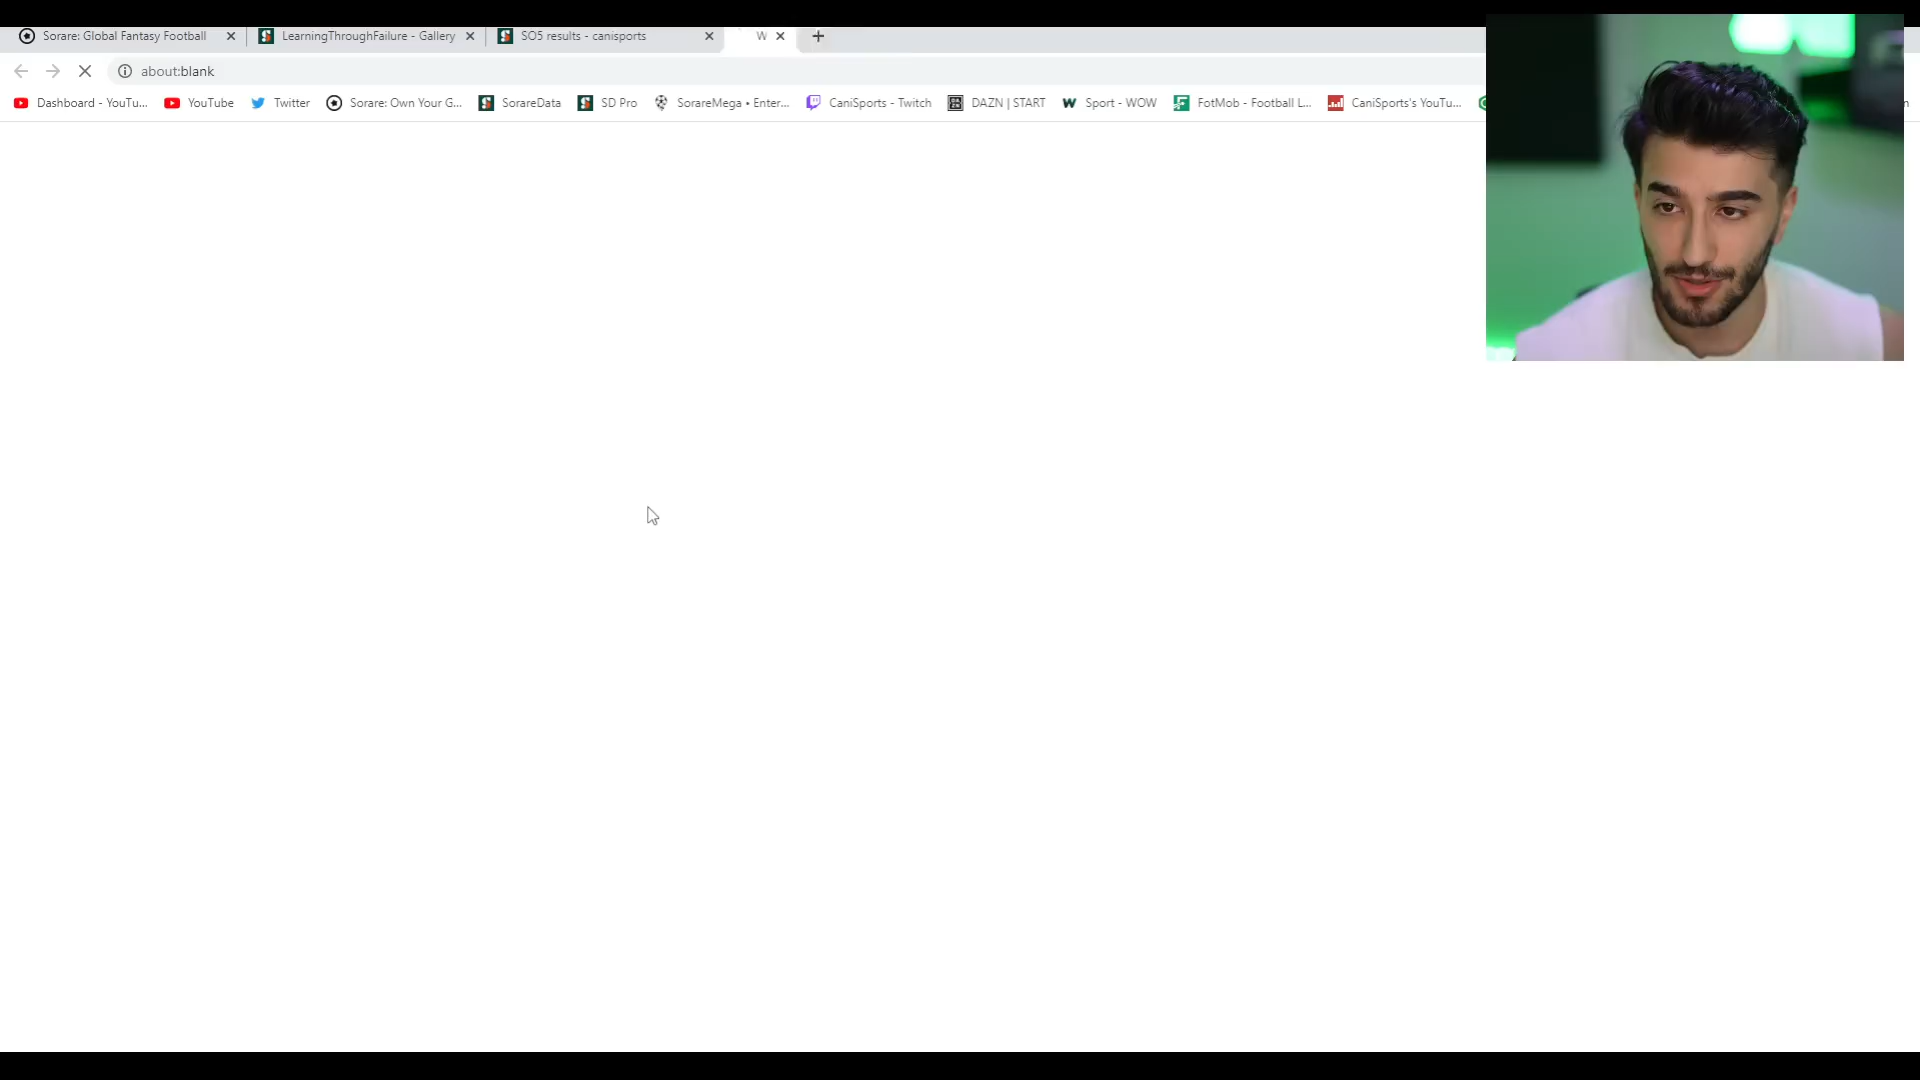 Sorare: Global Fantasy Football LearningThroughFailure - Gallery SO5 results - canisports W
about:blank
Dashboard - YouTu... YouTube Twitter Sorare: Own Your G... SorareData SD Pro SorareMega • Enter... CaniSports - Twitch DAZN | START Sport - WOW FotMob - Football L... CaniSports's YouTu... n